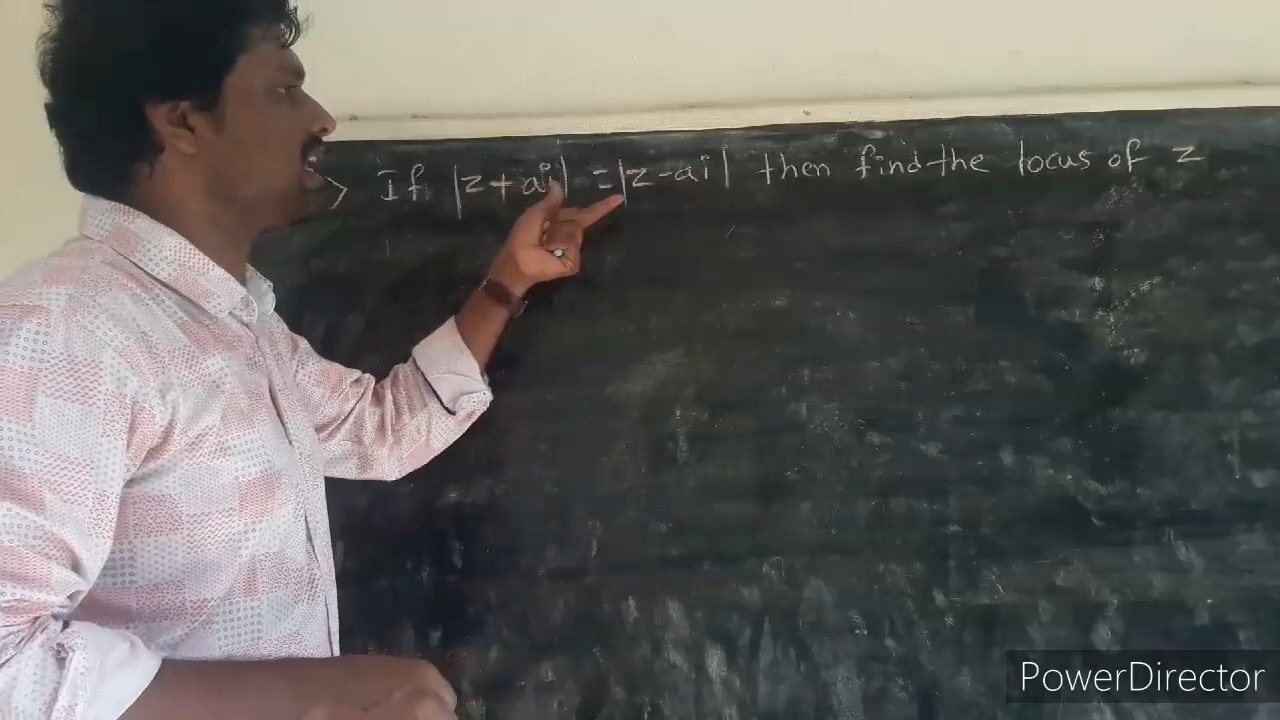 > If |z+ai| = |z-ai| then find the locus of z
PowerDirector